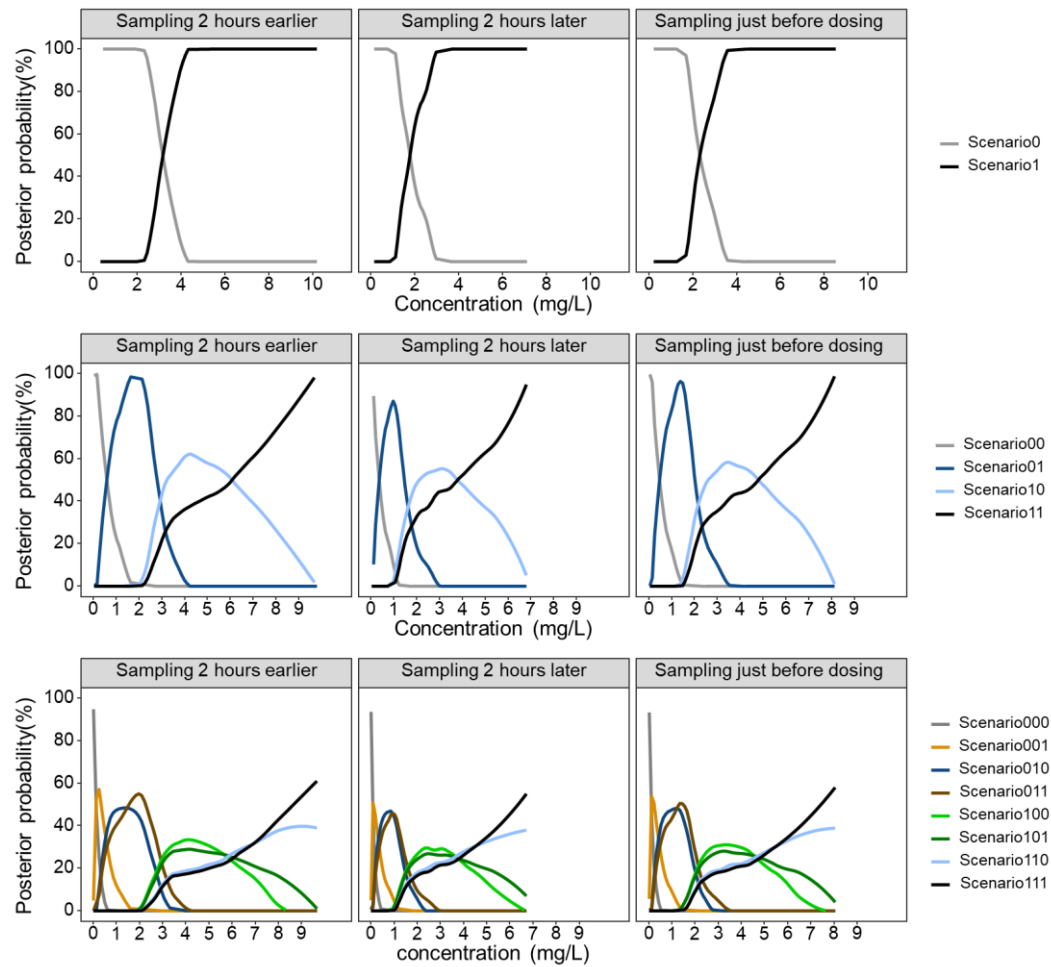 Sampling 2 hours earlier Sampling 2 hours later Sampling just before dosing
Posterior probability(%)
100
80
60
40
20
0
0 2 4 6 8 10 0 2 4 6 8 10 0 2 4 6 8 10
Concentration (mg/L)
Scenario0
Scenario1
Sampling 2 hours earlier Sampling 2 hours later Sampling just before dosing
Posterior probability(%)
100
80
60
40
20
0
0 1 2 3 4 5 6 7 8 9 0 1 2 3 4 5 6 7 8 9 0 1 2 3 4 5 6 7 8 9
Concentration (mg/L)
Scenario00
Scenario01
Scenario10
Scenario11
Sampling 2 hours earlier Sampling 2 hours later Sampling just before dosing
Posterior probability(%)
100
80
60
40
20
0
0 1 2 3 4 5 6 7 8 9 0 1 2 3 4 5 6 7 8 9 0 1 2 3 4 5 6 7 8 9
concentration (mg/L)
Scenario000
Scenario001
Scenario010
Scenario011
Scenario100
Scenario101
Scenario110
Scenario111